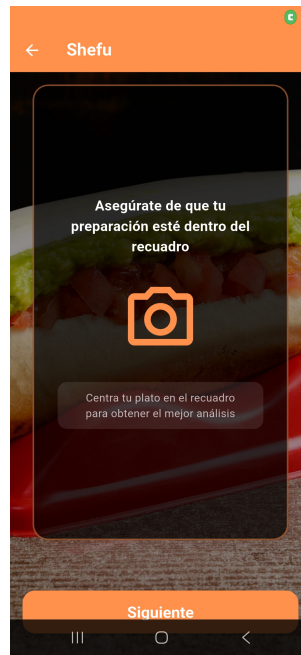 Shefu
Asegúrate de que tu
preparación esté dentro del
recuadro
Centra tu plato en el recuadro
para obtener el mejor análisis
Siguiente